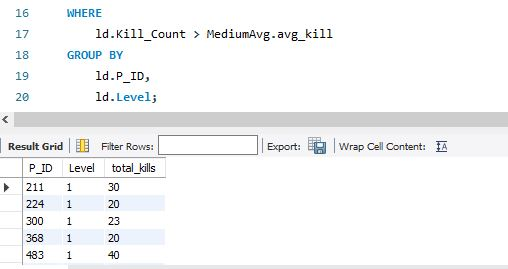 16 WHERE
17 ld.Kill_Count > MediumAvg.avg_kill
18 GROUP BY
19 ld.P_ID,
20 ld.Level;
Result Grid Filter Rows: Export: Wrap Cell Content:
P_ID Level total_kills
211 1 30
224 1 20
300 1 23
368 1 20
483 1 40